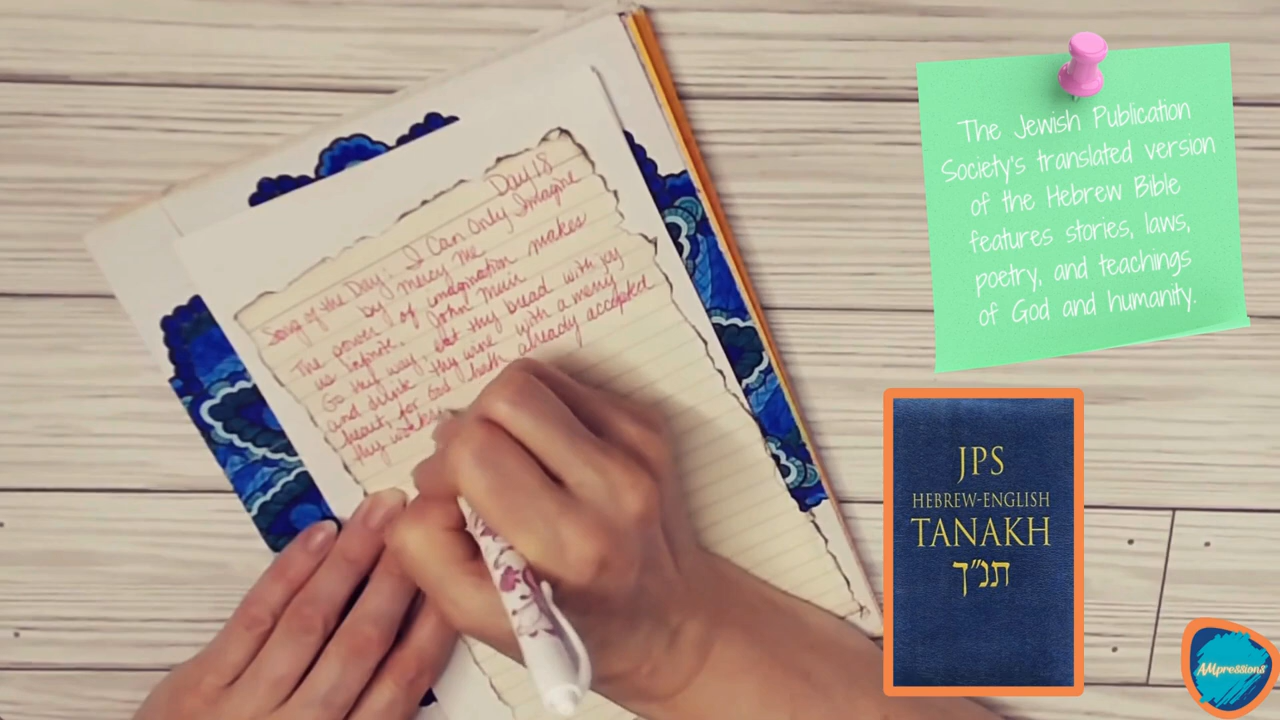 Day 18
Song of the Day: I Can Only Imagine
by Mercy Me
The power of imagination makes
us infinite. John Muir
Go thy way, eat thy bread with joy
and drink thy wine with a merry
heart, for God hath already accepted
thy works.
The Jewish Publication
Society's translated version
of the Hebrew Bible
features stories, laws,
poetry, and teachings
of God and humanity.
JPS
HEBREW-ENGLISH
TANAKH
תנ״ך
AMpressions